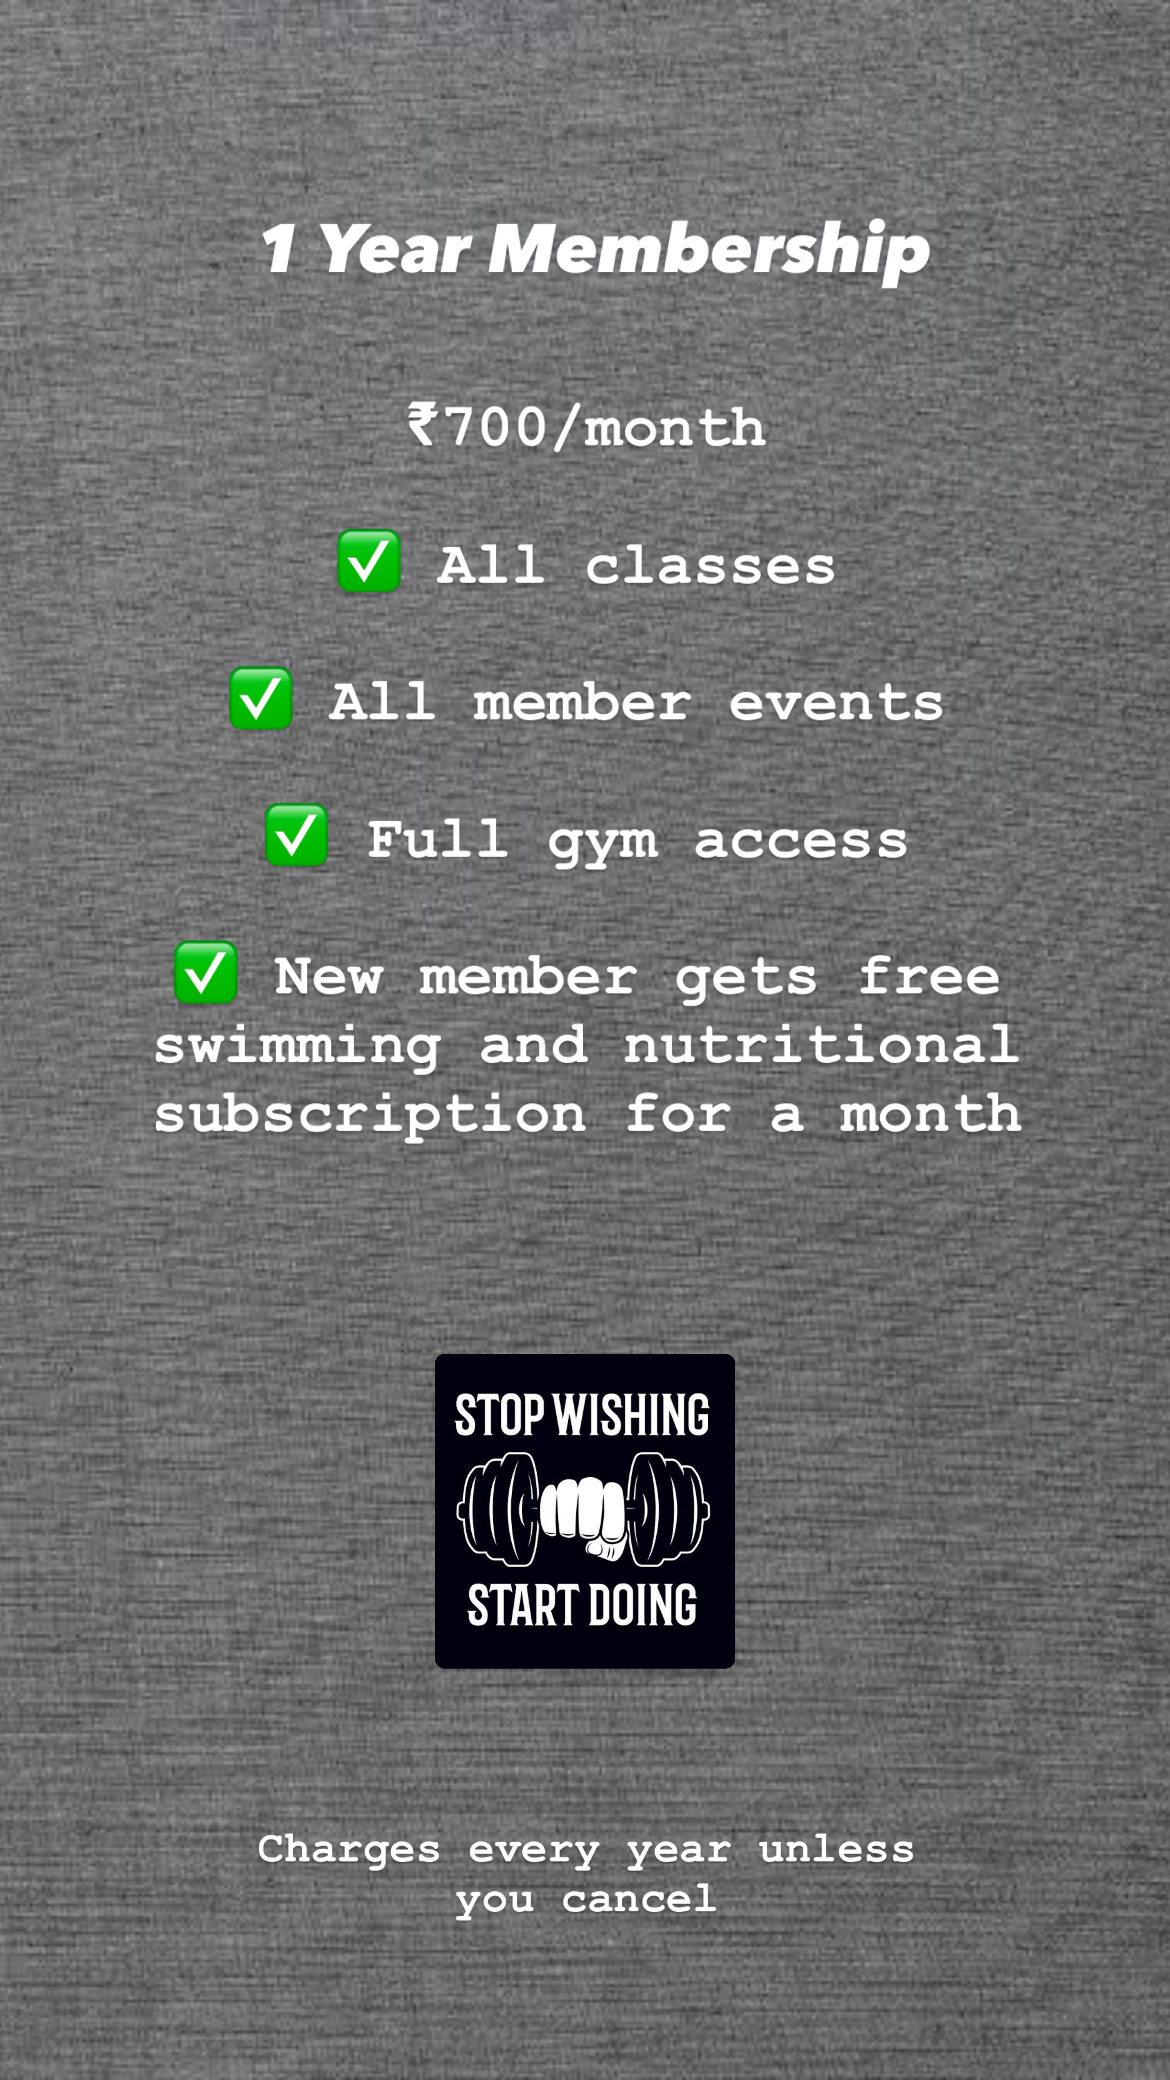 1 Year Membership
₹700/month
✅ All classes
✅ All member events
✅ Full gym access
✅ New member gets free
swimming and nutritional
subscription for a month
STOP WISHING
START DOING
Charges every year unless
you cancel